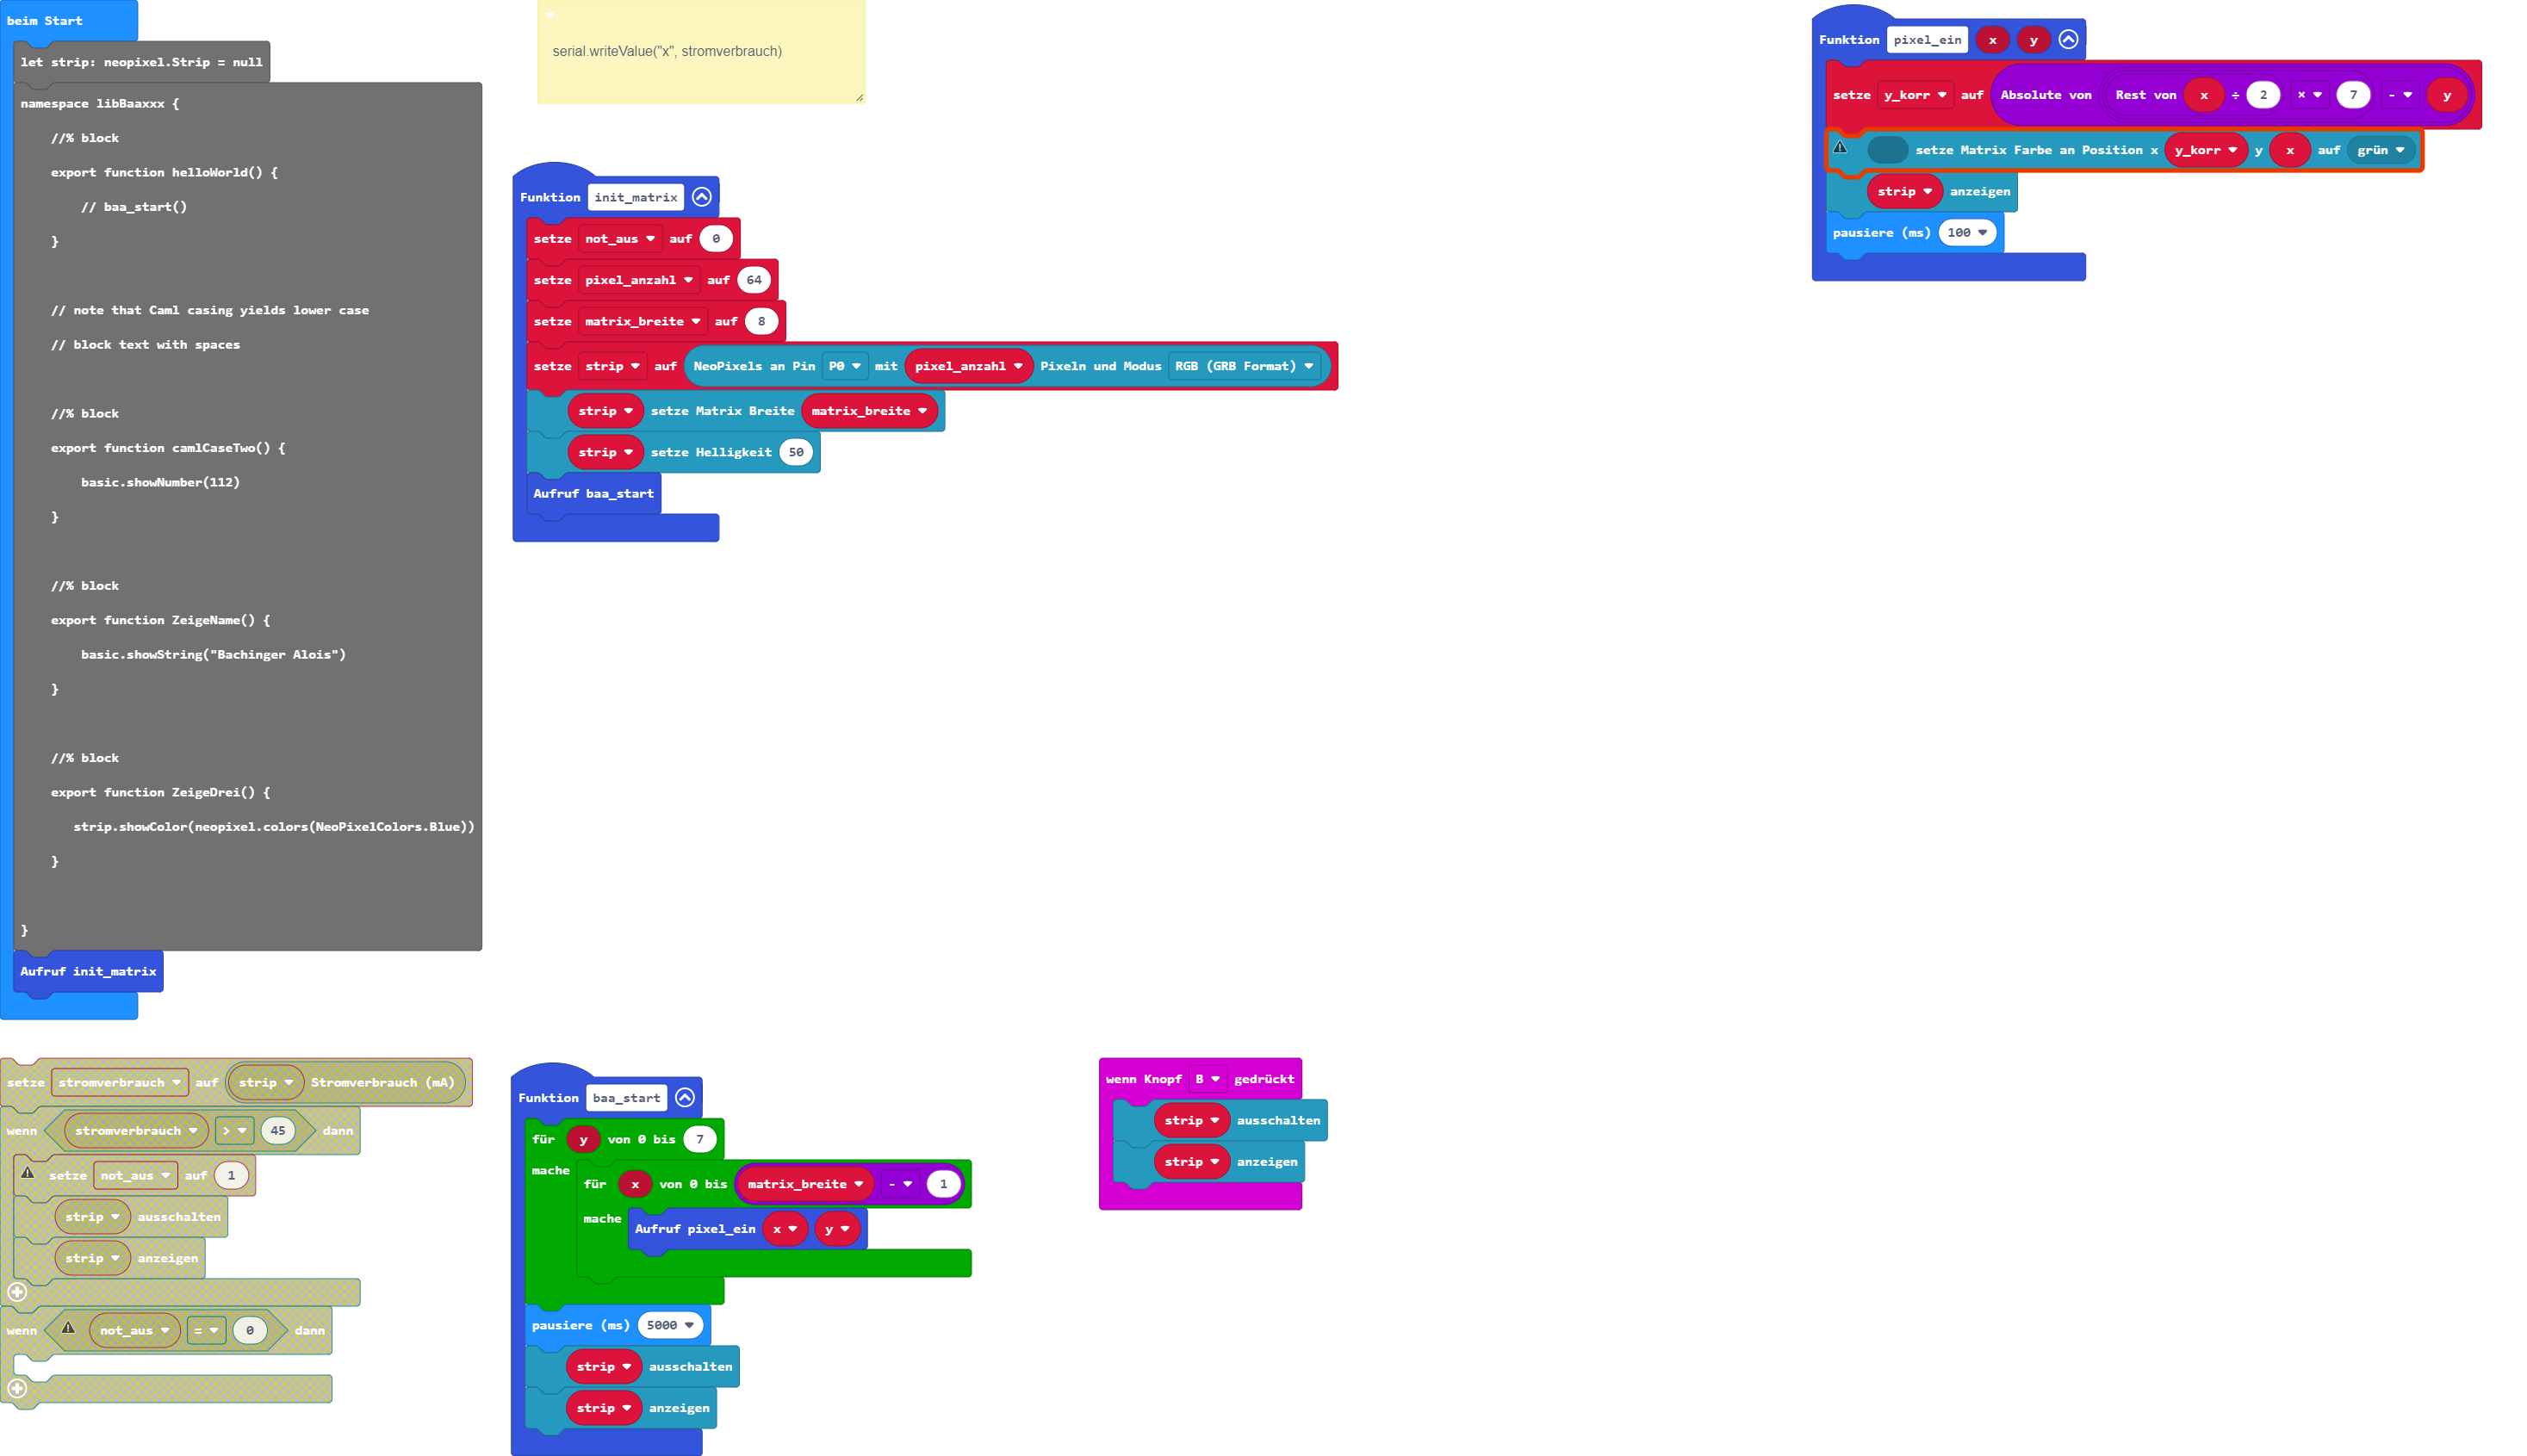 beim Start
let strip: neopixel.Strip = null
namespace libBaaxxx {
//% block
export function helloWorld() {
// baa_start()
}
// note that Caml casing yields lower case
// block text with spaces
//% block
export function camlCaseTwo() {
basic.showNumber(112)
}
//% block
export function ZeigeName() {
basic.showString("Bachinger Alois")
}
//% block
export function ZeigeDrei() {
strip.showColor(neopixel.colors(NeoPixelColors.Blue))
}
}
Aufruf init_matrix
serial.writeValue("x", stromverbrauch)
Funktion init_matrix
setze not_aus auf 0
setze pixel_anzahl auf 64
setze matrix_breite auf 8
setze strip auf NeoPixels an Pin P0 mit pixel_anzahl Pixeln und Modus RGB (GRB Format)
strip setze Matrix Breite matrix_breite
strip setze Helligkeit 50
Aufruf baa_start
Funktion pixel_ein x y
setze y_korr auf Absolute von Rest von x ÷ 2 × 7 - y
setze Matrix Farbe an Position x y_korr y x auf grün
strip anzeigen
pausiere (ms) 100
setze stromverbrauch auf strip Stromverbrauch (mA)
wenn stromverbrauch > 45 dann
setze not_aus auf 1
strip ausschalten
strip anzeigen
wenn not_aus = 0 dann
Funktion baa_start
für y von 0 bis 7
mache
für x von 0 bis matrix_breite - 1
mache
Aufruf pixel_ein x y
pausiere (ms) 5000
strip ausschalten
strip anzeigen
wenn Knopf B gedrückt
strip ausschalten
strip anzeigen